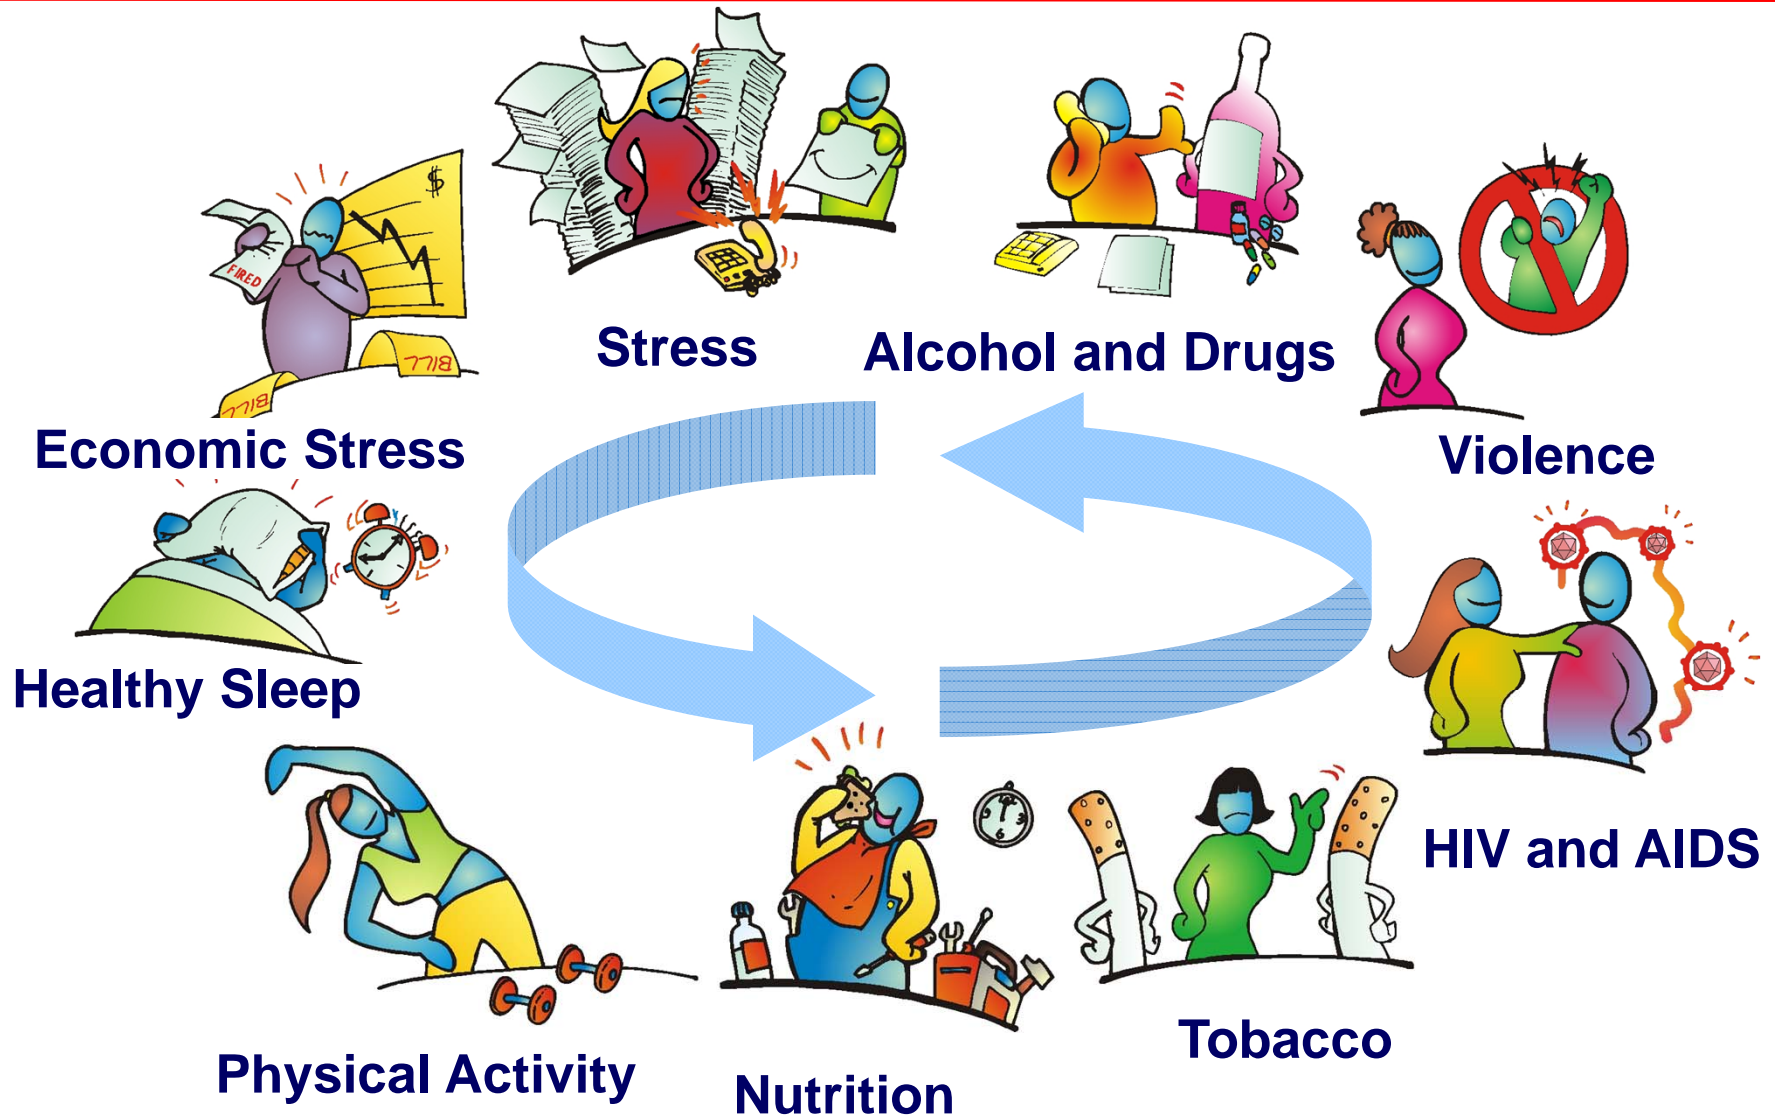 $
FIRED
BILL
BILL
Stress
Alcohol and Drugs
Economic Stress
Violence
Healthy Sleep
HIV and AIDS
Physical Activity
Nutrition
Tobacco